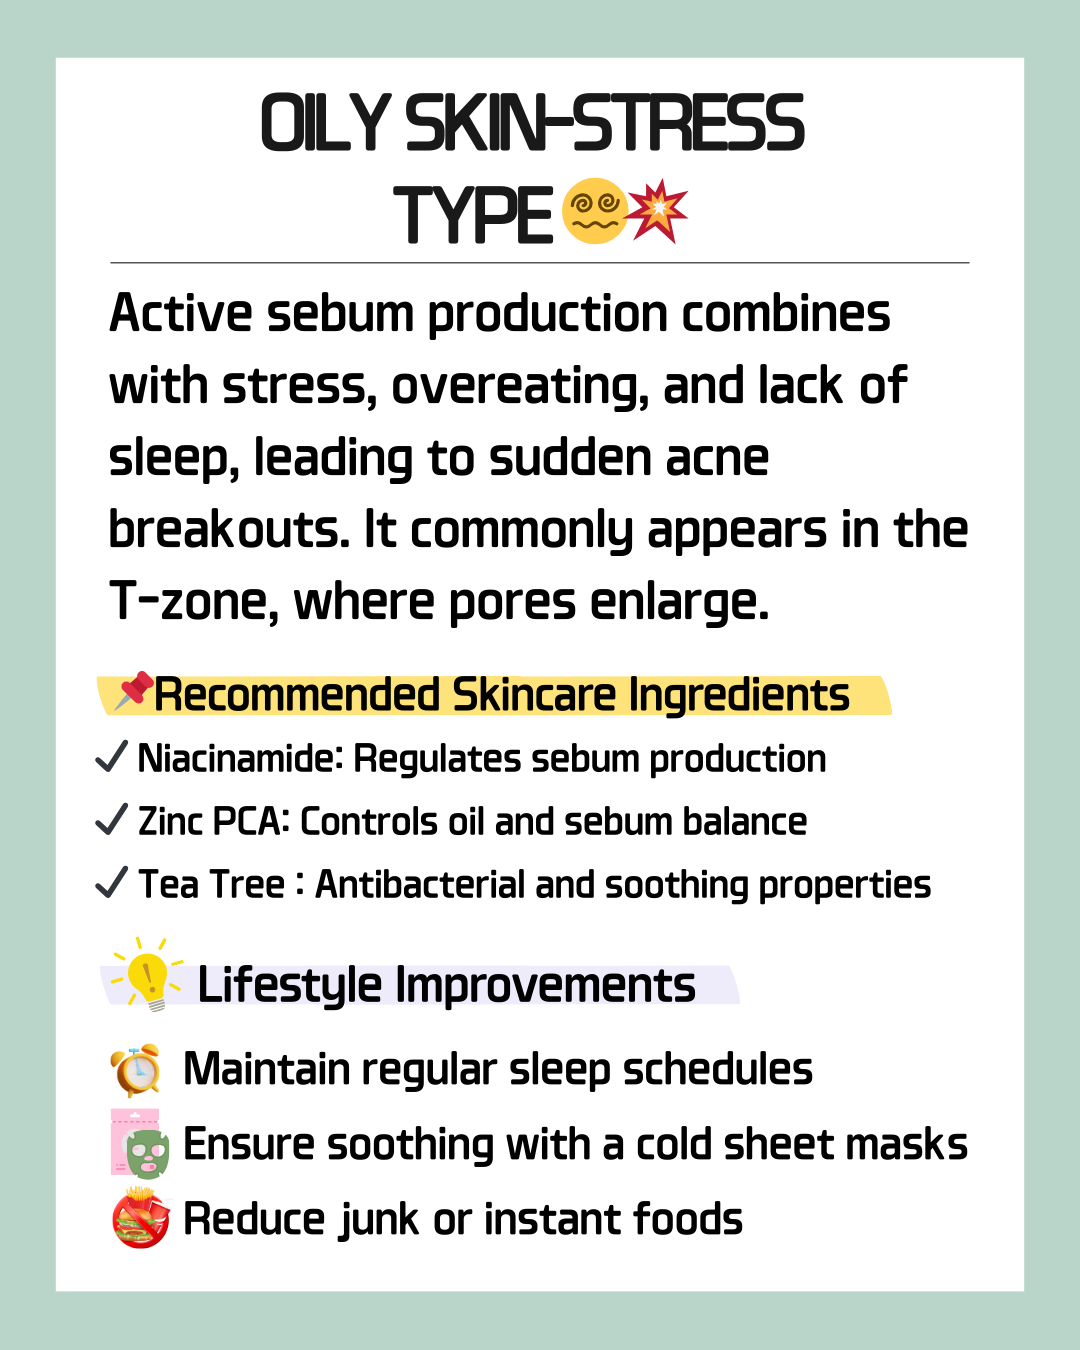 OILY SKIN-STRESS
TYPE😵‍💫💥
Active sebum production combines
with stress, overeating, and lack of
sleep, leading to sudden acne
breakouts. It commonly appears in the
T-zone, where pores enlarge.
📌Recommended Skincare Ingredients
✓ Niacinamide: Regulates sebum production
✓ Zinc PCA: Controls oil and sebum balance
✓ Tea Tree : Antibacterial and soothing properties
Lifestyle Improvements
Maintain regular sleep schedules
Ensure soothing with a cold sheet masks
Reduce junk or instant foods